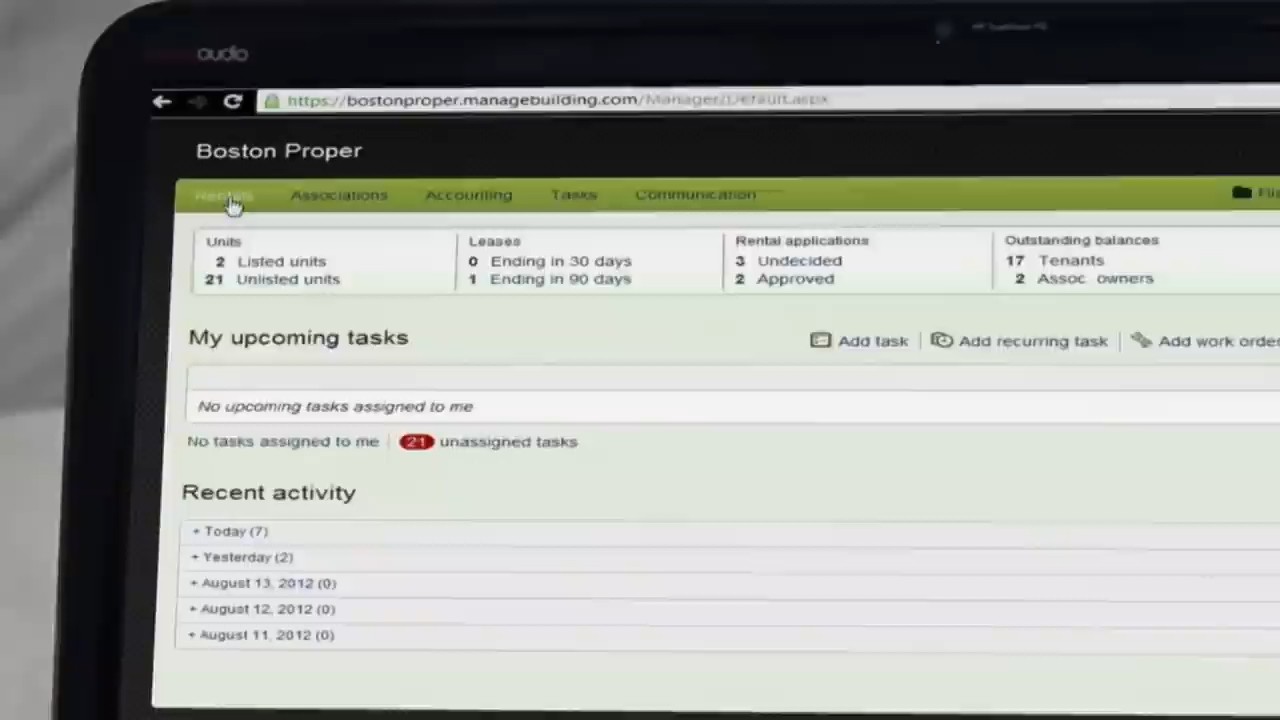 audio
https://bostonproper.managebuilding.com/Manager/Default.aspx
Boston Proper
Rentals Associations Accounting Tasks Communication
Units Leases Rental applications Outstanding balances
2 Listed units 0 Ending in 30 days 3 Undecided 17 Tenants
21 Unlisted units 1 Ending in 90 days 2 Approved 2 Assoc. owners
My upcoming tasks Add task Add recurring task Add work order
No upcoming tasks assigned to me
No tasks assigned to me 21 unassigned tasks
Recent activity
+ Today (7)
+ Yesterday (2)
+ August 13, 2012 (0)
+ August 12, 2012 (0)
+ August 11, 2012 (0)